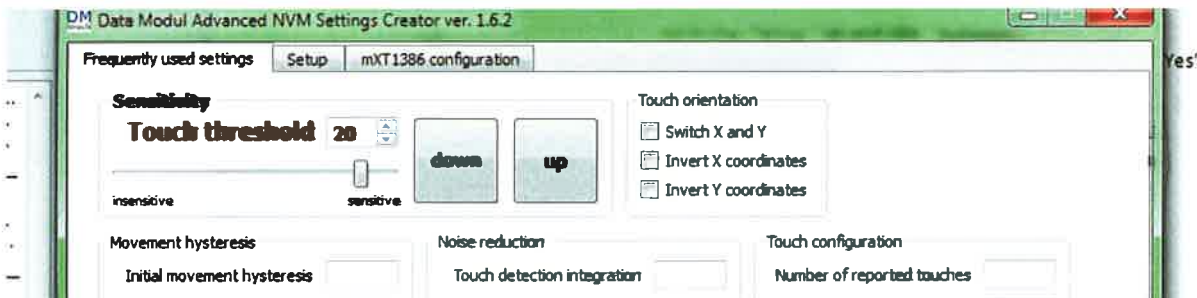 DM Data Modul Advanced NVM Settings Creator ver. 1.6.2
Frequently used settings Setup mXT1386 configuration
Yes"
Sensitivity
Touch threshold 20
down
up
insensitive sensitive
Touch orientation
Switch X and Y
Invert X coordinates
Invert Y coordinates
Movement hysteresis
Initial movement hysteresis
Noise reduction
Touch detection integration
Touch configuration
Number of reported touches